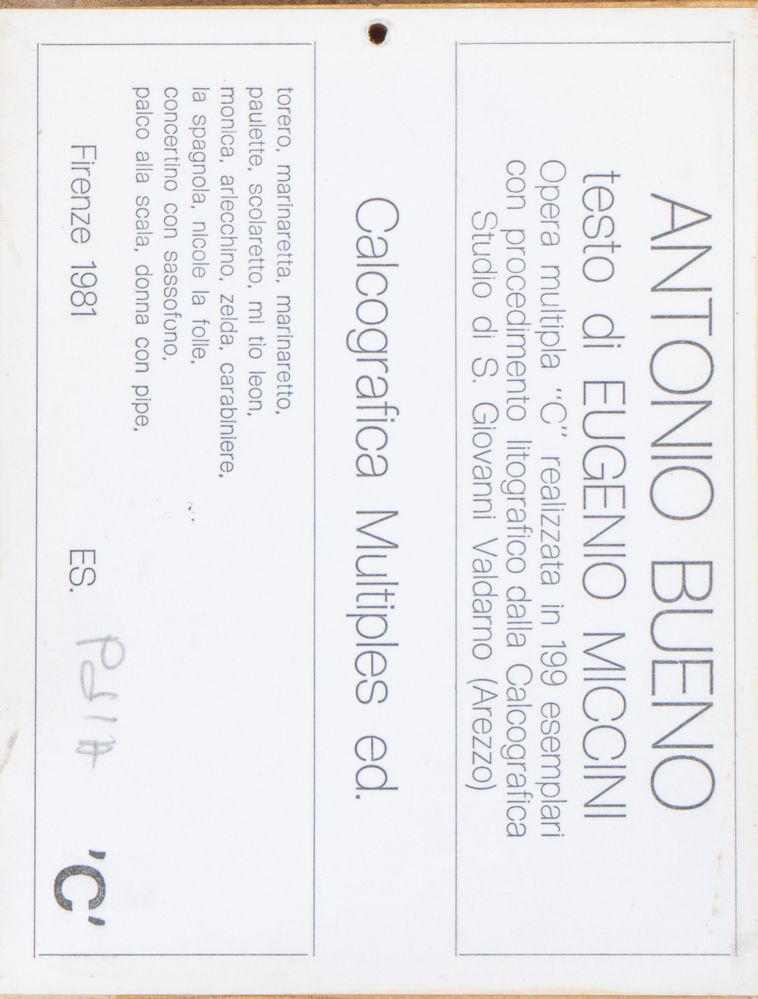 ANTONIO BUENO
testo di EUGENIO MICCINI
Opera multipla "C" realizzata in 199 esemplari
con procedimento litografico dalla Calcografica
Studio di S. Giovanni Valdarno (Arezzo)
Calcografica Multiples ed.
torero, marinaretta, marinaretto,
paulette, scolaretto, mi tio leon,
monica, arlecchino, zelda, carabiniere,
la spagnola, nicole la folle,
concertino con sassofono,
palco alla scala, donna con pipe,
Firenze 1981 ES. 'C'